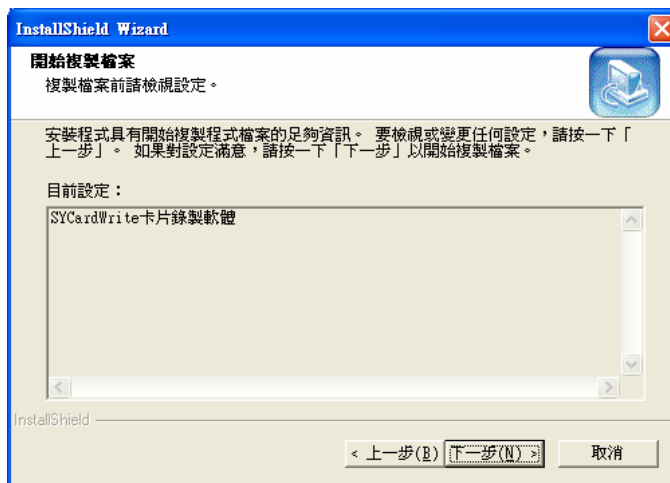 InstallShield Wizard
開始複製檔案
複製檔案前請檢視設定。
安裝程式具有開始複製程式檔案的足夠資訊。 要檢視或變更任何設定，請按一下「
上一步」。 如果對設定滿意，請按一下「下一步」以開始複製檔案。
目前設定：
SYCardWrite卡片錄製軟體
InstallShield
< 上一步(B) 下一步(N) > 取消